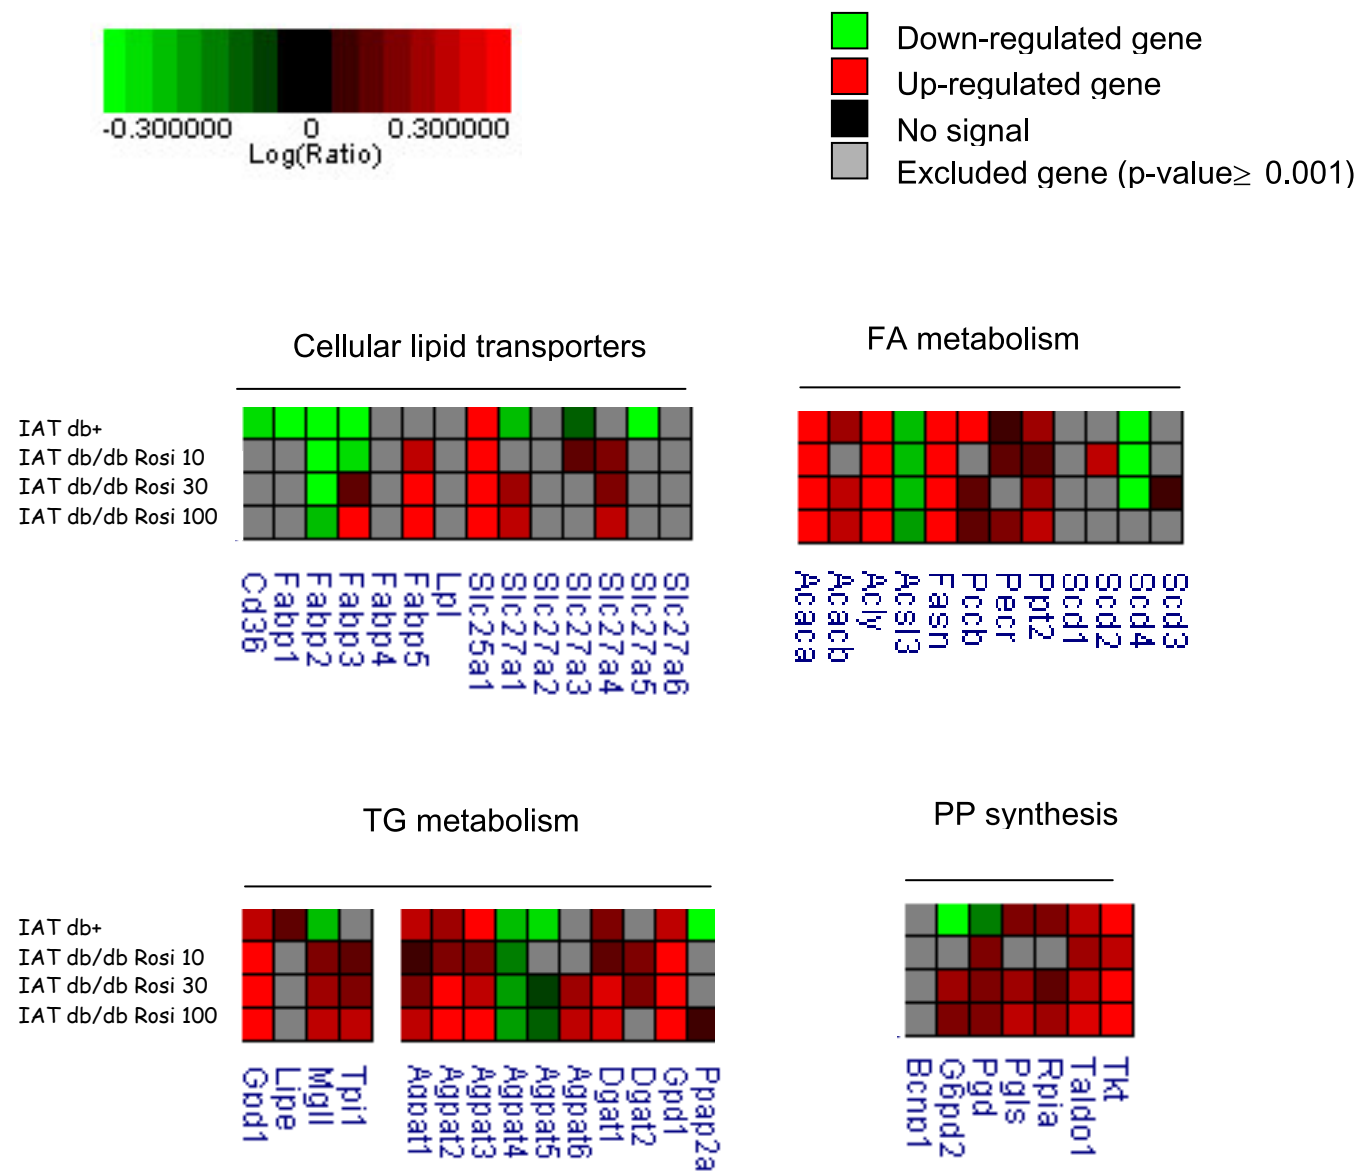 -0.300000 0 0.300000
Log(Ratio)
Down-regulated gene
Up-regulated gene
No signal
Excluded gene (p-value≥ 0.001)
Cellular lipid transporters
FA metabolism
IAT db+
IAT db/db Rosi 10
IAT db/db Rosi 30
IAT db/db Rosi 100
Cd36
Fabp1
Fabp2
Fabp3
Fabp4
Fabp5
Lpl
Slc25a1
Slc27a1
Slc27a2
Slc27a3
Slc27a4
Slc27a5
Slc27a6
Acaca
Acacb
Acly
Acsl3
Fasn
Pccb
Pecr
Ppt2
Scd1
Scd2
Scd4
Scd3
TG metabolism
PP synthesis
IAT db+
IAT db/db Rosi 10
IAT db/db Rosi 30
IAT db/db Rosi 100
Gpd1
Lipe
Mgll
Tpi1
Agpat1
Agpat2
Agpat3
Agpat4
Agpat5
Agpat6
Dgat1
Dgat2
Gpd1
Ppap2a
Bcnp1
G6pd2
Pgd
Pgls
Rpia
Taldo1
Tkt